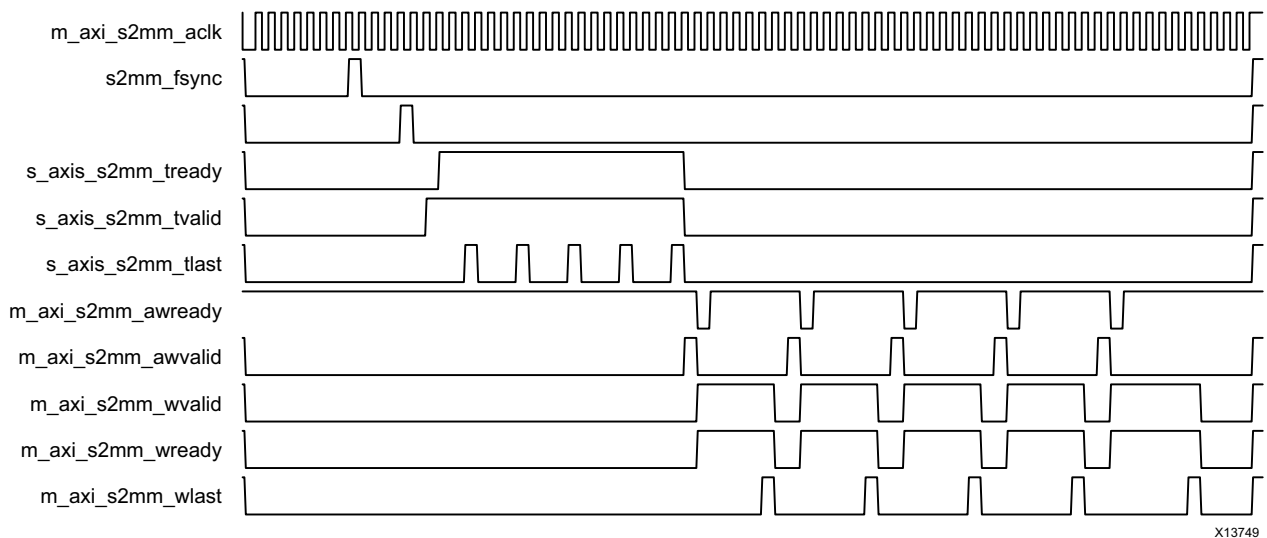 m_axi_s2mm_aclk
s2mm_fsync
s_axis_s2mm_tready
s_axis_s2mm_tvalid
s_axis_s2mm_tlast
m_axi_s2mm_awready
m_axi_s2mm_awvalid
m_axi_s2mm_wvalid
m_axi_s2mm_wready
m_axi_s2mm_wlast
X13749